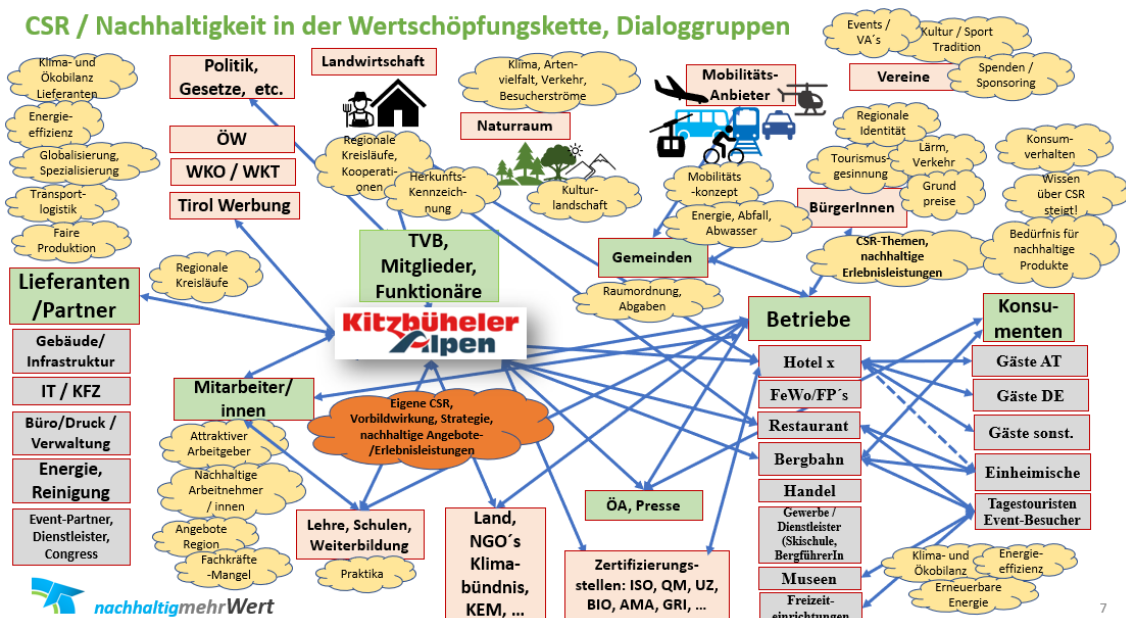 CSR / Nachhaltigkeit in der Wertschöpfungskette, Dialoggruppen
Klima- und
Ökobilanz
Lieferanten
Energie-
effizienz
Globalisierung,
Spezialisierung
Transport-
logistik
Faire
Produktion
Politik,
Gesetze, etc.
ÖW
WKO / WKT
Tirol Werbung
Landwirtschaft
Regionale
Kreisläufe,
Kooperati-
onen
Herkunfts-
Kennzeich-
nung
Klima, Arten-
vielfalt, Verkehr,
Besucherströme
Naturraum
Kultur-
landschaft
Mobilitäts-
Anbieter
Mobilitäts
-konzept
Energie, Abfall,
Abwasser
Events /
VA´s
Kultur / Sport
Tradition
Vereine
Spenden /
Sponsoring
Regionale
Identität
Tourismus-
gesinnung
Lärm,
Verkehr
Grund
preise
BürgerInnen
Konsum-
verhalten
Wissen
über CSR
steigt!
Bedürfnis für
nachhaltige
Produkte
CSR-Themen,
nachhaltige
Erlebnisleistungen
Lieferanten
/Partner
Regionale
Kreisläufe
Gebäude/
Infrastruktur
IT / KFZ
Büro/Druck /
Verwaltung
Energie,
Reinigung
Event-Partner,
Dienstleister,
Congress
TVB,
Mitglieder,
Funktionäre
Kitzbüheler
Alpen
Gemeinden
Raumordnung,
Abgaben
Mitarbeiter/
innen
Attraktiver
Arbeitgeber
Nachhaltige
Arbeitnehmer
/ innen
Angebote
Region
Fachkräfte
-Mangel
Eigene CSR,
Vorbildwirkung, Strategie,
nachhaltige Angebote-
/Erlebnisleistungen
Lehre, Schulen,
Weiterbildung
Praktika
Land,
NGO´s
Klima-
bündnis,
KEM, ...
ÖA, Presse
Zertifizierungs-
stellen: ISO, QM, UZ,
BIO, AMA, GRI, ...
Betriebe
Hotel x
FeWo/FP´s
Restaurant
Bergbahn
Handel
Gewerbe /
Dienstleister
(Skischule,
BergführerIn
Museen
Freizeit-
einrichtungen
Konsu-
menten
Gäste AT
Gäste DE
Gäste sonst.
Einheimische
Tagestouristen
Event-Besucher
Klima- und
Ökobilanz
Energie-
effizienz
Erneuerbare
Energie
nachhaltigmehrWert
7